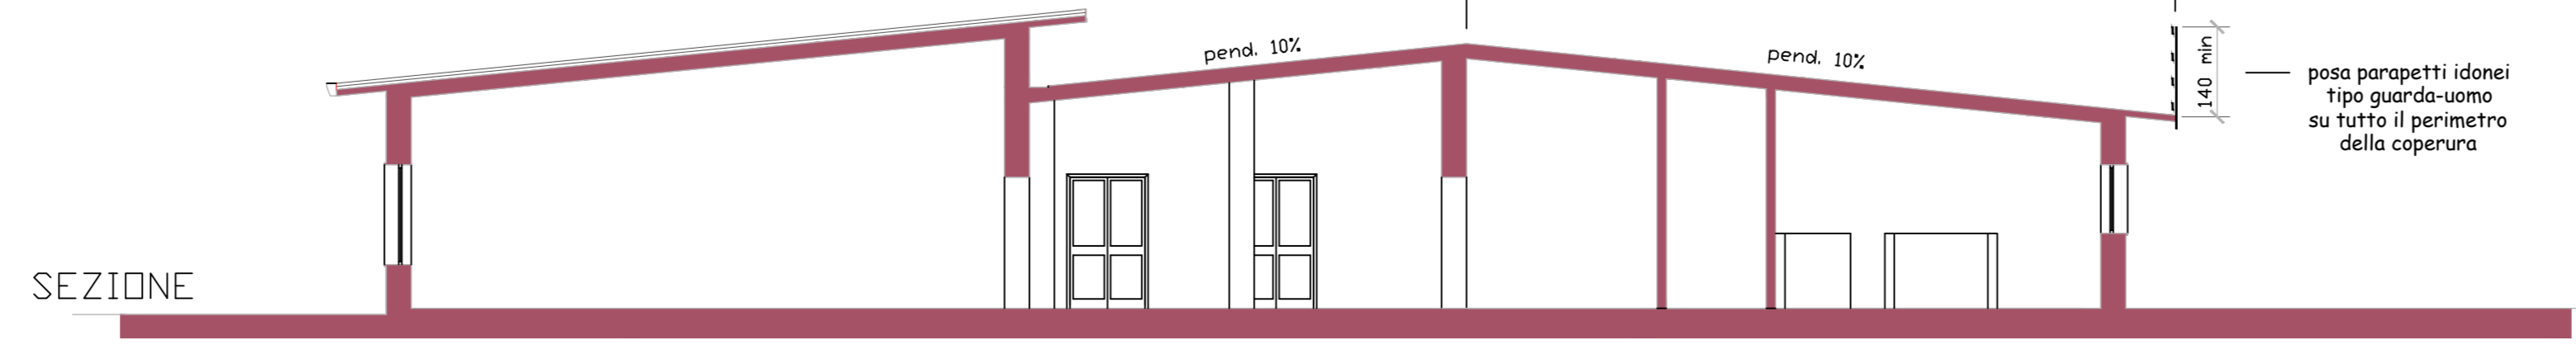 pend. 10%
pend. 10%
140 min
posa parapetti idonei
tipo guarda-uomo
su tutto il perimetro
della coperura
SEZIONE